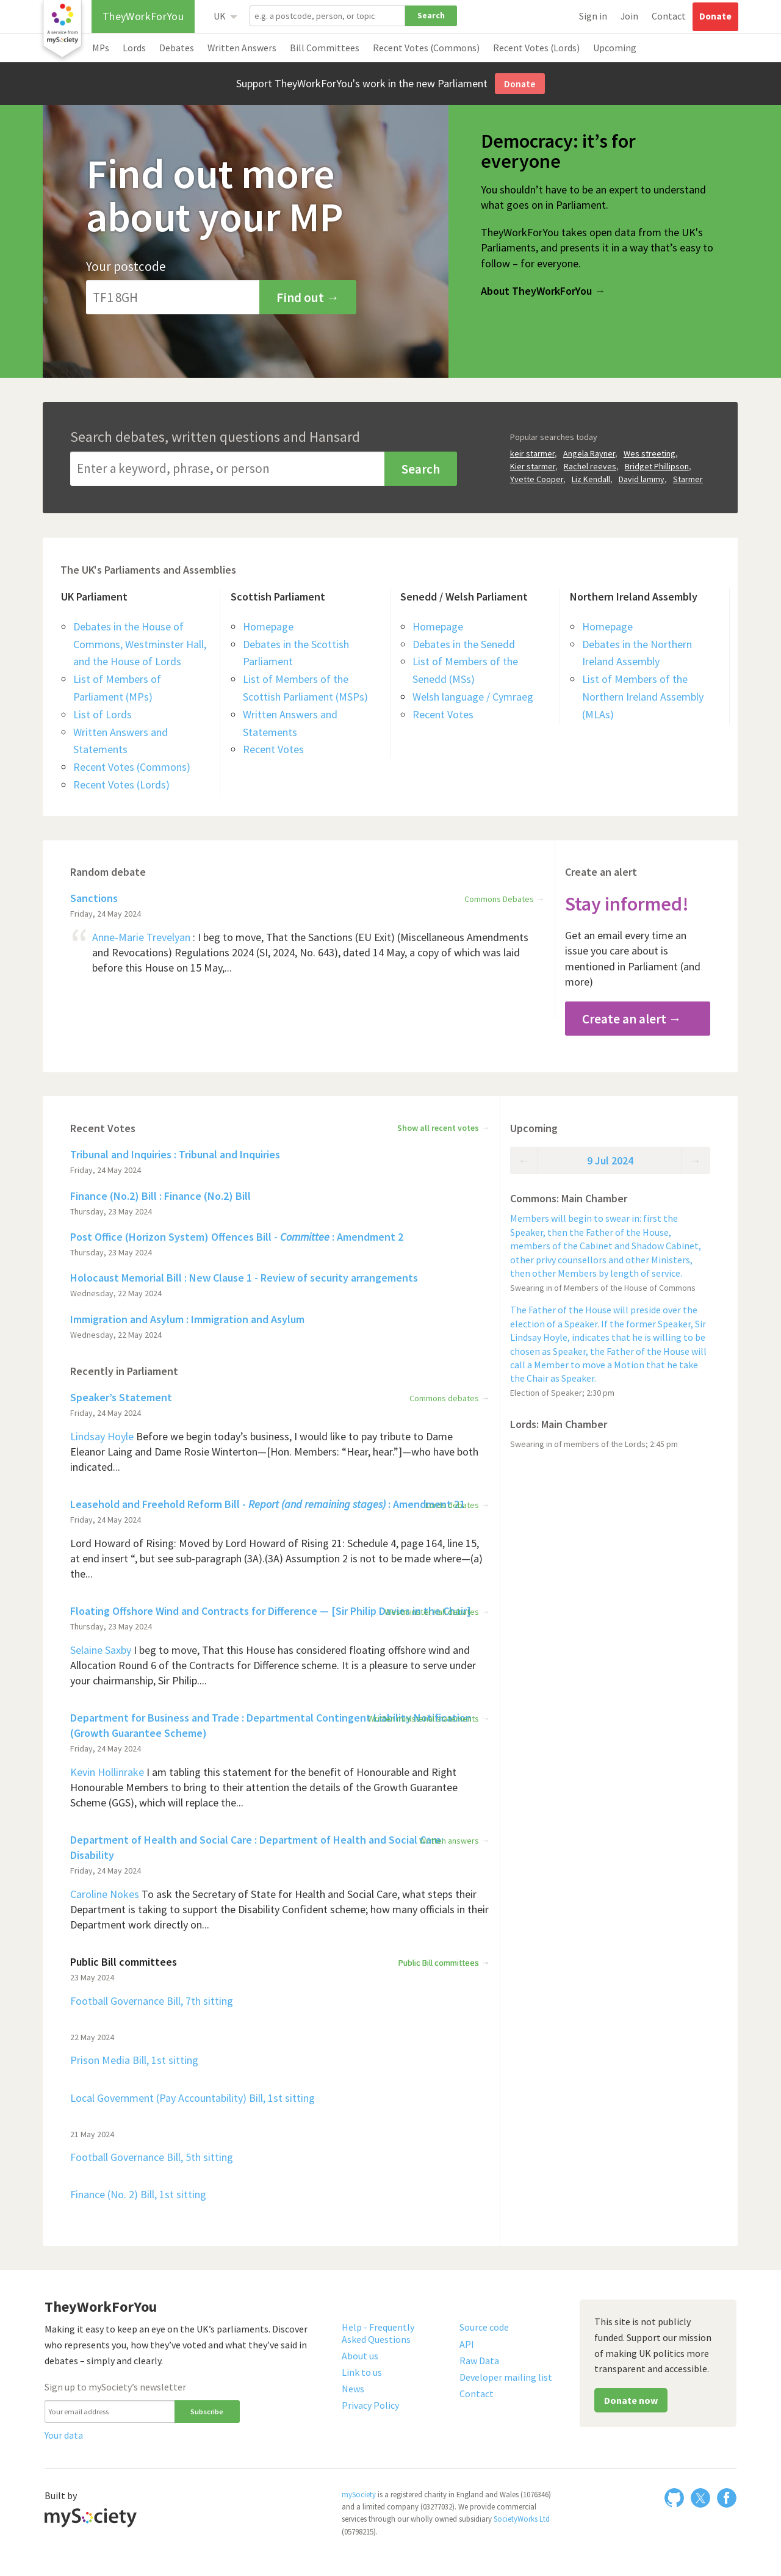 A service from
mySociety
TheyWorkForYou
UK
e.g. a postcode, person, or topic
Search
Sign in
Join
Contact
Donate
MPs
Lords
Debates
Written Answers
Bill Committees
Recent Votes (Commons)
Recent Votes (Lords)
Upcoming
Support TheyWorkForYou's work in the new Parliament
Donate
Find out more
about your MP
Your postcode
TF1 8GH
Find out →
Democracy: it’s for
everyone
You shouldn’t have to be an expert to understand
what goes on in Parliament.
TheyWorkForYou takes open data from the UK's
Parliaments, and presents it in a way that’s easy to
follow – for everyone.
About TheyWorkForYou →
Search debates, written questions and Hansard
Enter a keyword, phrase, or person
Search
Popular searches today
keir starmer, Angela Rayner, Wes streeting,
Kier starmer, Rachel reeves, Bridget Phillipson,
Yvette Cooper, Liz Kendall, David lammy, Starmer
The UK's Parliaments and Assemblies
UK Parliament
Debates in the House of
Commons, Westminster Hall,
and the House of Lords
List of Members of
Parliament (MPs)
List of Lords
Written Answers and
Statements
Recent Votes (Commons)
Recent Votes (Lords)
Scottish Parliament
Homepage
Debates in the Scottish
Parliament
List of Members of the
Scottish Parliament (MSPs)
Written Answers and
Statements
Recent Votes
Senedd / Welsh Parliament
Homepage
Debates in the Senedd
List of Members of the
Senedd (MSs)
Welsh language / Cymraeg
Recent Votes
Northern Ireland Assembly
Homepage
Debates in the Northern
Ireland Assembly
List of Members of the
Northern Ireland Assembly
(MLAs)
Random debate
Sanctions
Commons Debates →
Friday, 24 May 2024
“ Anne-Marie Trevelyan : I beg to move, That the Sanctions (EU Exit) (Miscellaneous Amendments
and Revocations) Regulations 2024 (SI, 2024, No. 643), dated 14 May, a copy of which was laid
before this House on 15 May,...
Create an alert
Stay informed!
Get an email every time an
issue you care about is
mentioned in Parliament (and
more)
Create an alert →
Recent Votes
Show all recent votes →
Tribunal and Inquiries : Tribunal and Inquiries
Friday, 24 May 2024
Finance (No.2) Bill : Finance (No.2) Bill
Thursday, 23 May 2024
Post Office (Horizon System) Offences Bill - Committee : Amendment 2
Thursday, 23 May 2024
Holocaust Memorial Bill : New Clause 1 - Review of security arrangements
Wednesday, 22 May 2024
Immigration and Asylum : Immigration and Asylum
Wednesday, 22 May 2024
Recently in Parliament
Speaker’s Statement
Commons debates →
Friday, 24 May 2024
Lindsay Hoyle Before we begin today’s business, I would like to pay tribute to Dame
Eleanor Laing and Dame Rosie Winterton—[Hon. Members: “Hear, hear.”]—who both have
indicated...
Leasehold and Freehold Reform Bill - Report (and remaining stages) : Amendment 21
Lords debates →
Friday, 24 May 2024
Lord Howard of Rising: Moved by Lord Howard of Rising 21: Schedule 4, page 164, line 15,
at end insert “, but see sub-paragraph (3A).(3A) Assumption 2 is not to be made where—(a)
the...
Floating Offshore Wind and Contracts for Difference — [Sir Philip Davies in the Chair]
Westminster Hall debates →
Thursday, 23 May 2024
Selaine Saxby I beg to move, That this House has considered floating offshore wind and
Allocation Round 6 of the Contracts for Difference scheme. It is a pleasure to serve under
your chairmanship, Sir Philip....
Department for Business and Trade : Departmental Contingent Liability Notification
(Growth Guarantee Scheme)
Written ministerial statements →
Friday, 24 May 2024
Kevin Hollinrake I am tabling this statement for the benefit of Honourable and Right
Honourable Members to bring to their attention the details of the Growth Guarantee
Scheme (GGS), which will replace the...
Department of Health and Social Care : Department of Health and Social Care:
Disability
Written answers →
Friday, 24 May 2024
Caroline Nokes To ask the Secretary of State for Health and Social Care, what steps their
Department is taking to support the Disability Confident scheme; how many officials in their
Department work directly on...
Public Bill committees
Public Bill committees →
23 May 2024
Football Governance Bill, 7th sitting
22 May 2024
Prison Media Bill, 1st sitting
Local Government (Pay Accountability) Bill, 1st sitting
21 May 2024
Football Governance Bill, 5th sitting
Finance (No. 2) Bill, 1st sitting
Upcoming
← 9 Jul 2024 →
Commons: Main Chamber
Members will begin to swear in: first the
Speaker, then the Father of the House,
members of the Cabinet and Shadow Cabinet,
other privy counsellors and other Ministers,
then other Members by length of service.
Swearing in of Members of the House of Commons
The Father of the House will preside over the
election of a Speaker. If the former Speaker, Sir
Lindsay Hoyle, indicates that he is willing to be
chosen as Speaker, the Father of the House will
call a Member to move a Motion that he take
the Chair as Speaker.
Election of Speaker; 2:30 pm
Lords: Main Chamber
Swearing in of members of the Lords; 2:45 pm
TheyWorkForYou
Making it easy to keep an eye on the UK’s parliaments. Discover
who represents you, how they’ve voted and what they’ve said in
debates – simply and clearly.
Sign up to mySociety’s newsletter
Your email address
Subscribe
Your data
Help - Frequently
Asked Questions
About us
Link to us
News
Privacy Policy
Source code
API
Raw Data
Developer mailing list
Contact
This site is not publicly
funded. Support our mission
of making UK politics more
transparent and accessible.
Donate now
Built by
mySociety
mySociety is a registered charity in England and Wales (1076346)
and a limited company (03277032). We provide commercial
services through our wholly owned subsidiary SocietyWorks Ltd
(05798215).